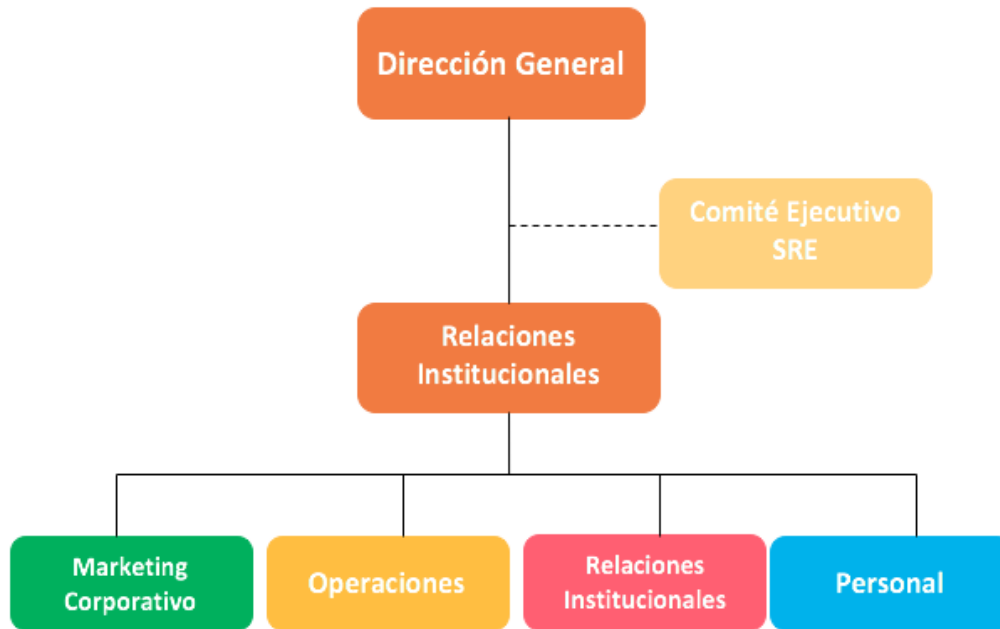 Dirección General
Comité Ejecutivo
SRE
Relaciones
Institucionales
Marketing
Corporativo
Operaciones
Relaciones
Institucionales
Personal